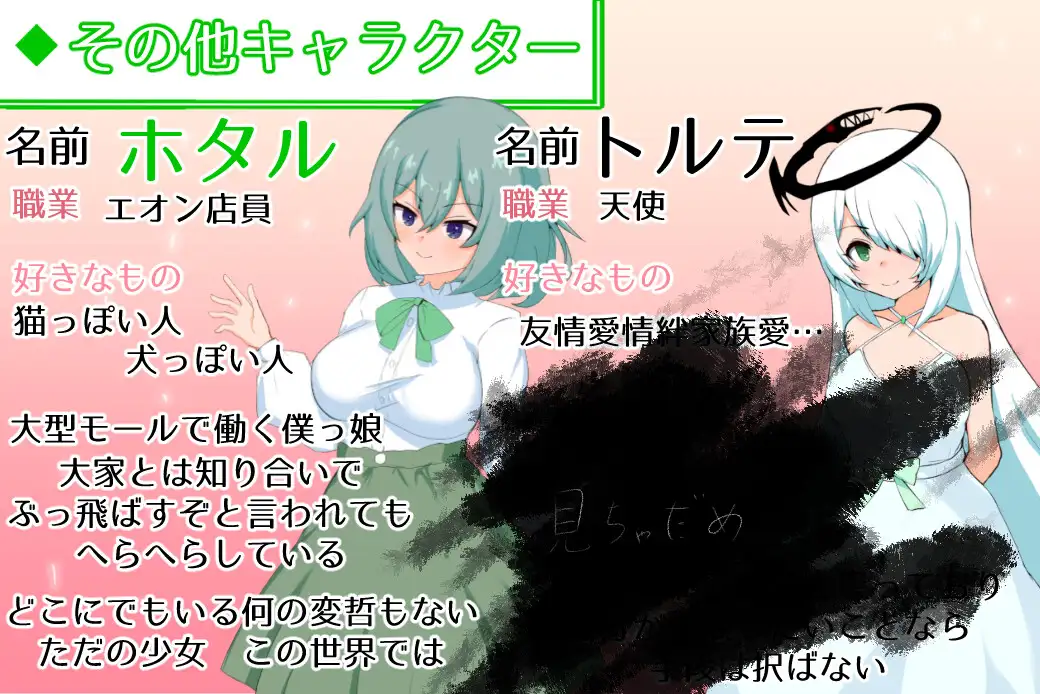 ◆その他キャラクター
名前 ホタル
職業 エオン店員
好きなもの
猫っぽい人
犬っぽい人
大型モールで働く僕っ娘
大家とは知り合いで
ぶっ飛ばすぞと言われても
へらへらしている
どこにでもいる何の変哲もない
ただの少女 この世界では
名前 トルテ
職業 天使
好きなもの
友情愛情絆家族愛…
見ちゃだめ
っており
いことなら
手段は択ばない